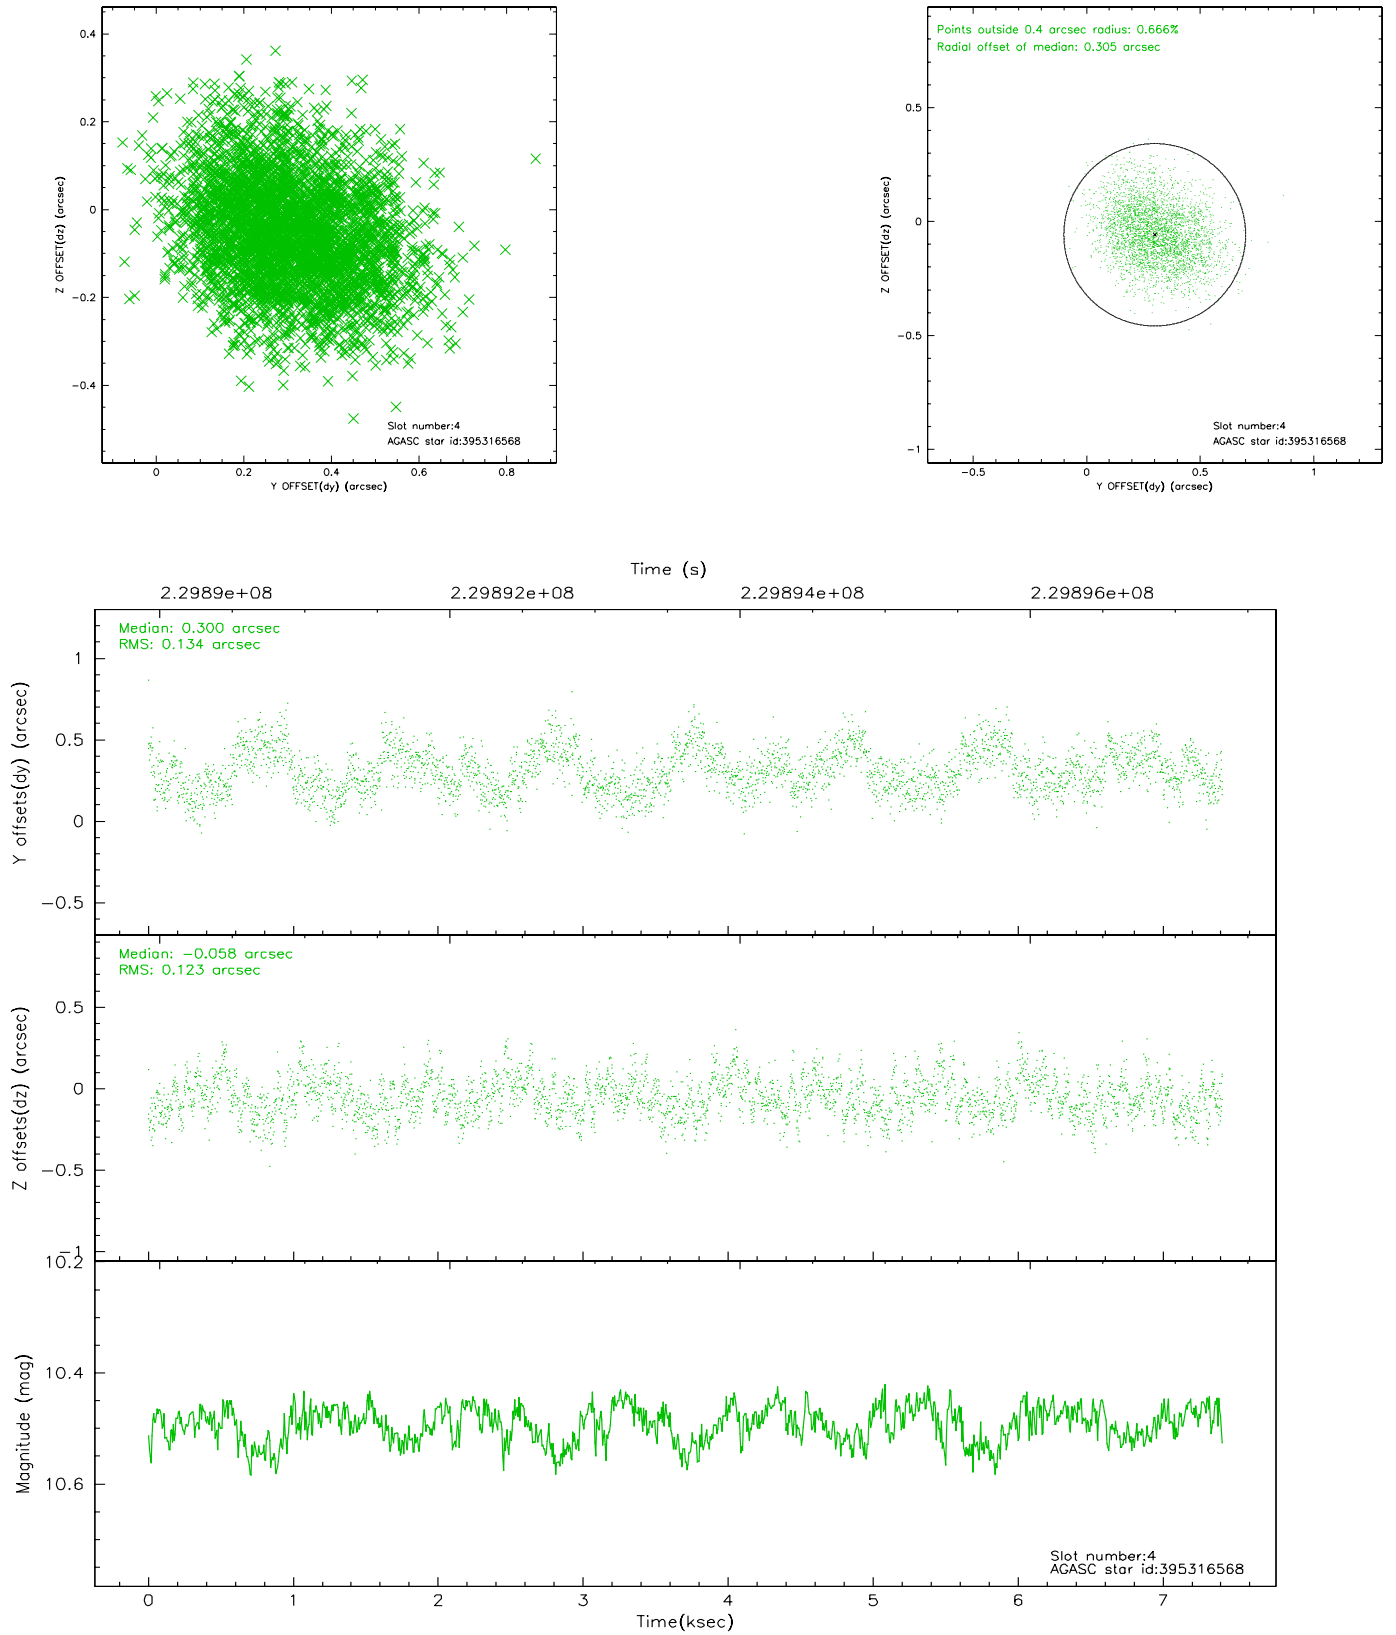 0.4
0.2
0
−0.2
−0.4
Z OFFSET(dz) (arcsec)
Slot number:4
AGASC star id:395316568
0 0.2 0.4 0.6 0.8
Y OFFSET(dy) (arcsec)
Points outside 0.4 arcsec radius: 0.666%
Radial offset of median: 0.305 arcsec
0.5
0
−0.5
−1
Z OFFSET(dz) (arcsec)
Slot number:4
AGASC star id:395316568
−0.5 0 0.5 1
Y OFFSET(dy) (arcsec)
Time (s)
2.2989e+08 2.29892e+08 2.29894e+08 2.29896e+08
Median: 0.300 arcsec
RMS: 0.134 arcsec
1
0.5
0
−0.5
Y offsets(dy) (arcsec)
Median: −0.058 arcsec
RMS: 0.123 arcsec
0.5
0
−0.5
−1
Z offsets(dz) (arcsec)
10.2
10.4
10.6
Magnitude (mag)
Slot number:4
AGASC star id:395316568
0 1 2 3 4 5 6 7
Time(ksec)